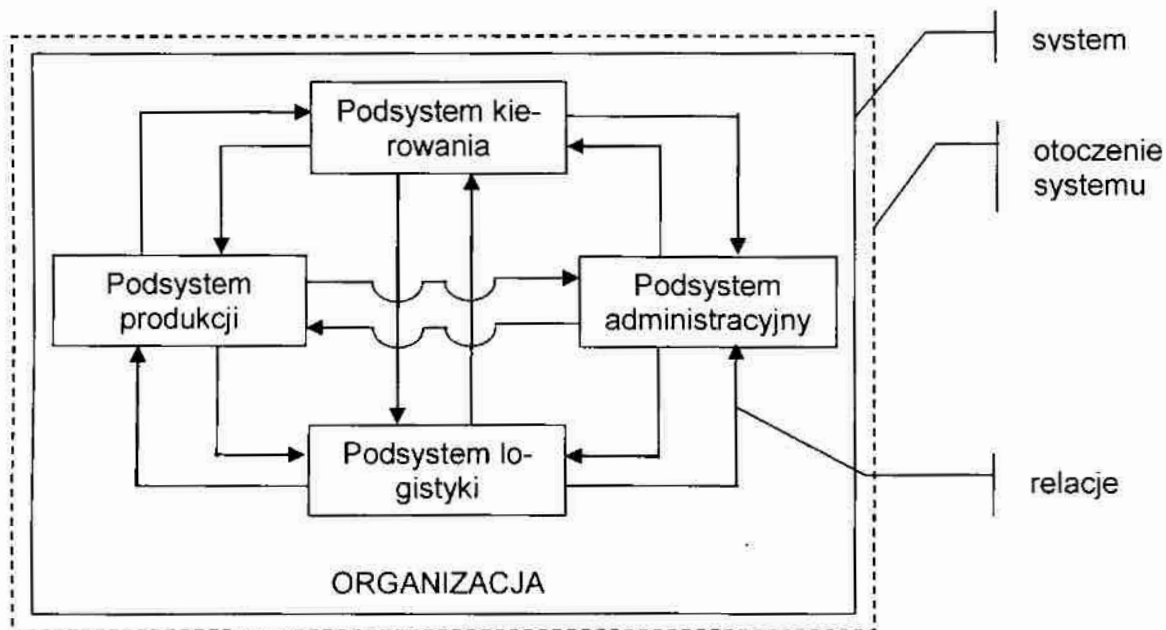 system
Podsystem kie-
rowania
otoczenie
systemu
Podsystem
produkcji
Podsystem
administracyjny
Podsystem lo-
gistyki
relacje
ORGANIZACJA